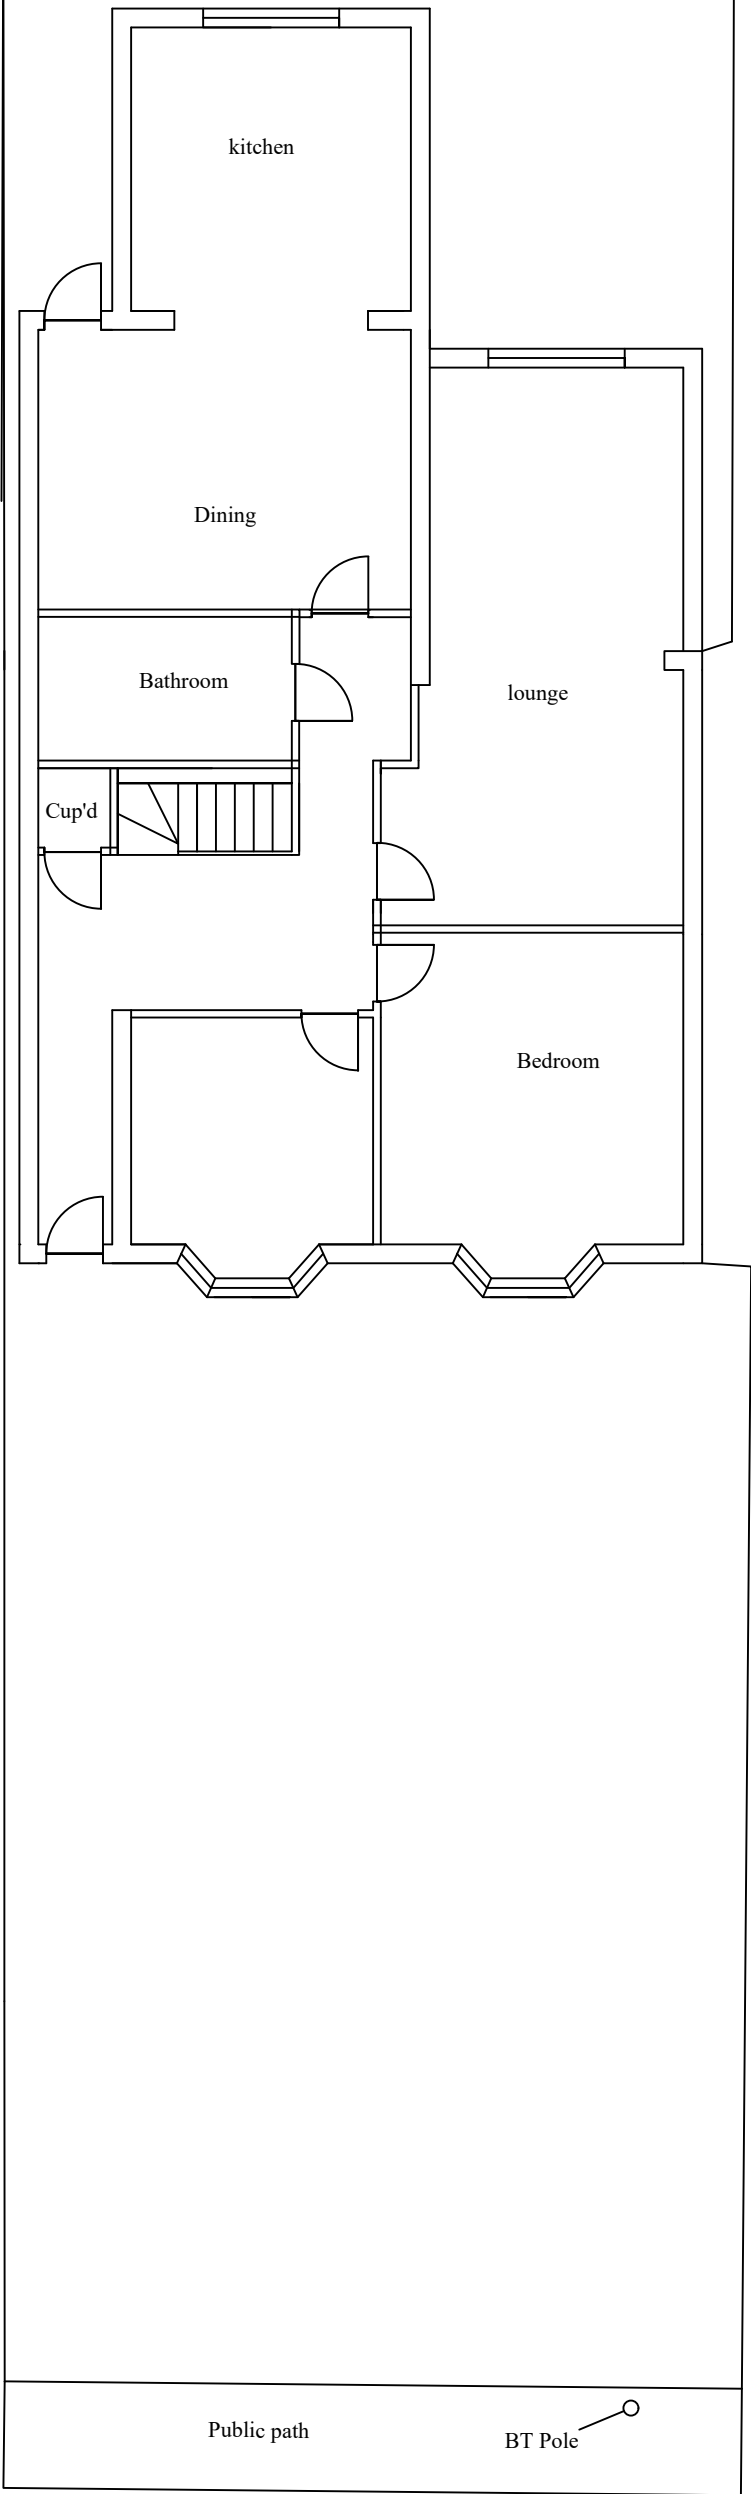 kitchen
Dining
Bathroom
lounge
Cup'd
Bedroom
Public path
BT Pole